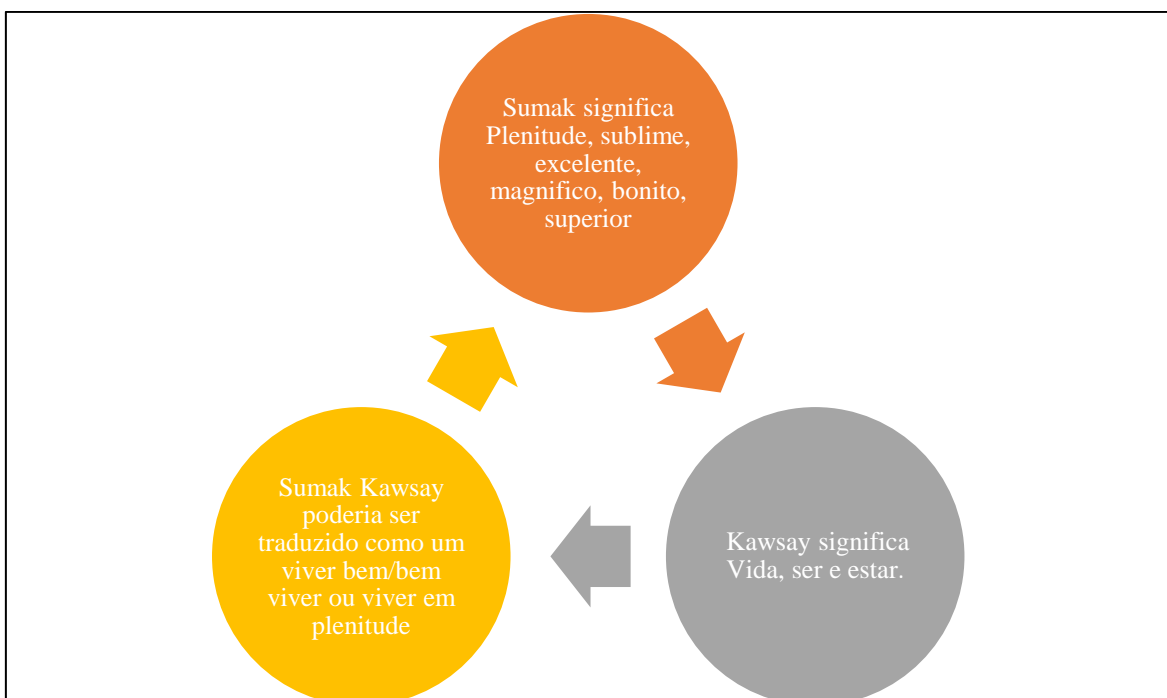 Sumak significa
Plenitude, sublime,
excelente,
magnifico, bonito,
superior
Kawsay significa
Vida, ser e estar.
Sumak Kawsay
poderia ser
traduzido como um
viver bem/bem
viver ou viver em
plenitude